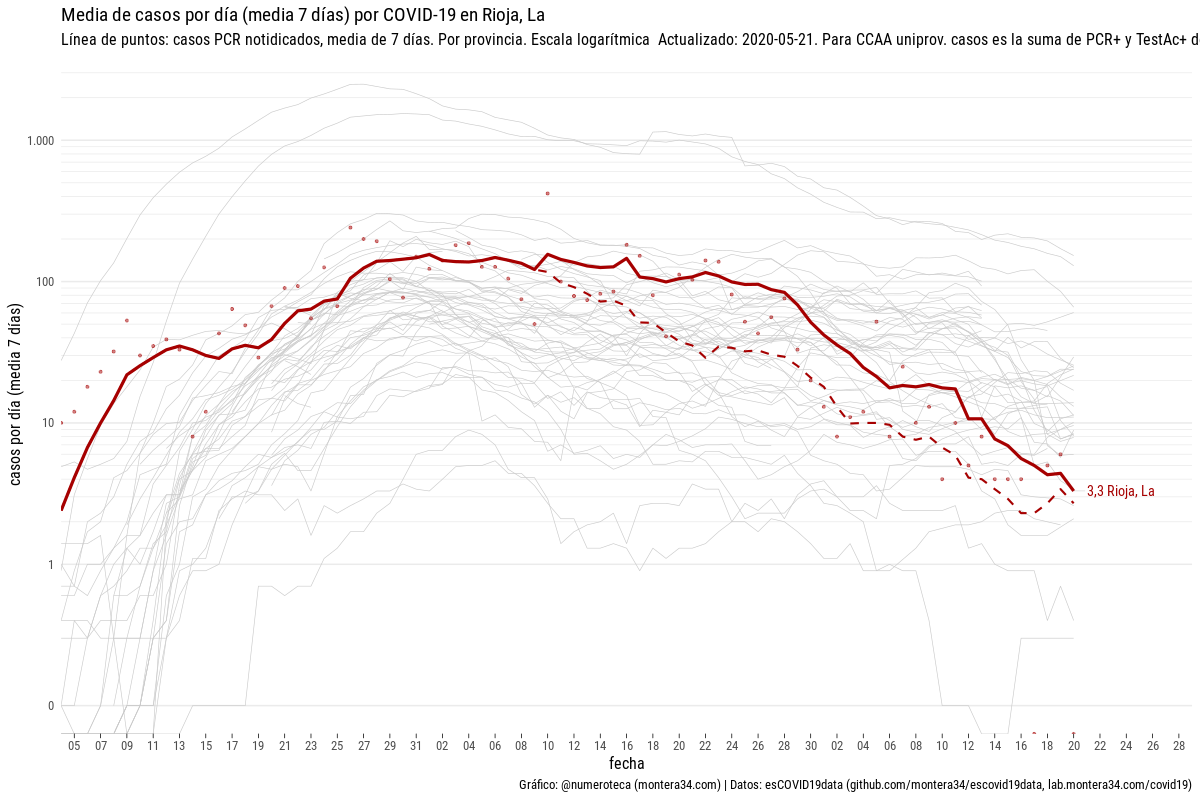 Media de casos por día (media 7 días) por COVID-19 en Rioja, La
Línea de puntos: casos PCR notidicados, media de 7 días. Por provincia. Escala logarítmica Actualizado: 2020-05-21. Para CCAA uniprov. casos es la suma de PCR+ y TestAc+ d
casos por día (media 7 días)
1.000
100
10
1
0
3,3 Rioja, La
05 07 09 11 13 15 17 19 21 23 25 27 29 31 02 04 06 08 10 12 14 16 18 20 22 24 26 28 30 02 04 06 08 10 12 14 16 18 20 22 24 26 28
fecha
Gráfico: @numeroteca (montera34.com) | Datos: esCOVID19data (github.com/montera34/escovid19data, lab.montera34.com/covid19)